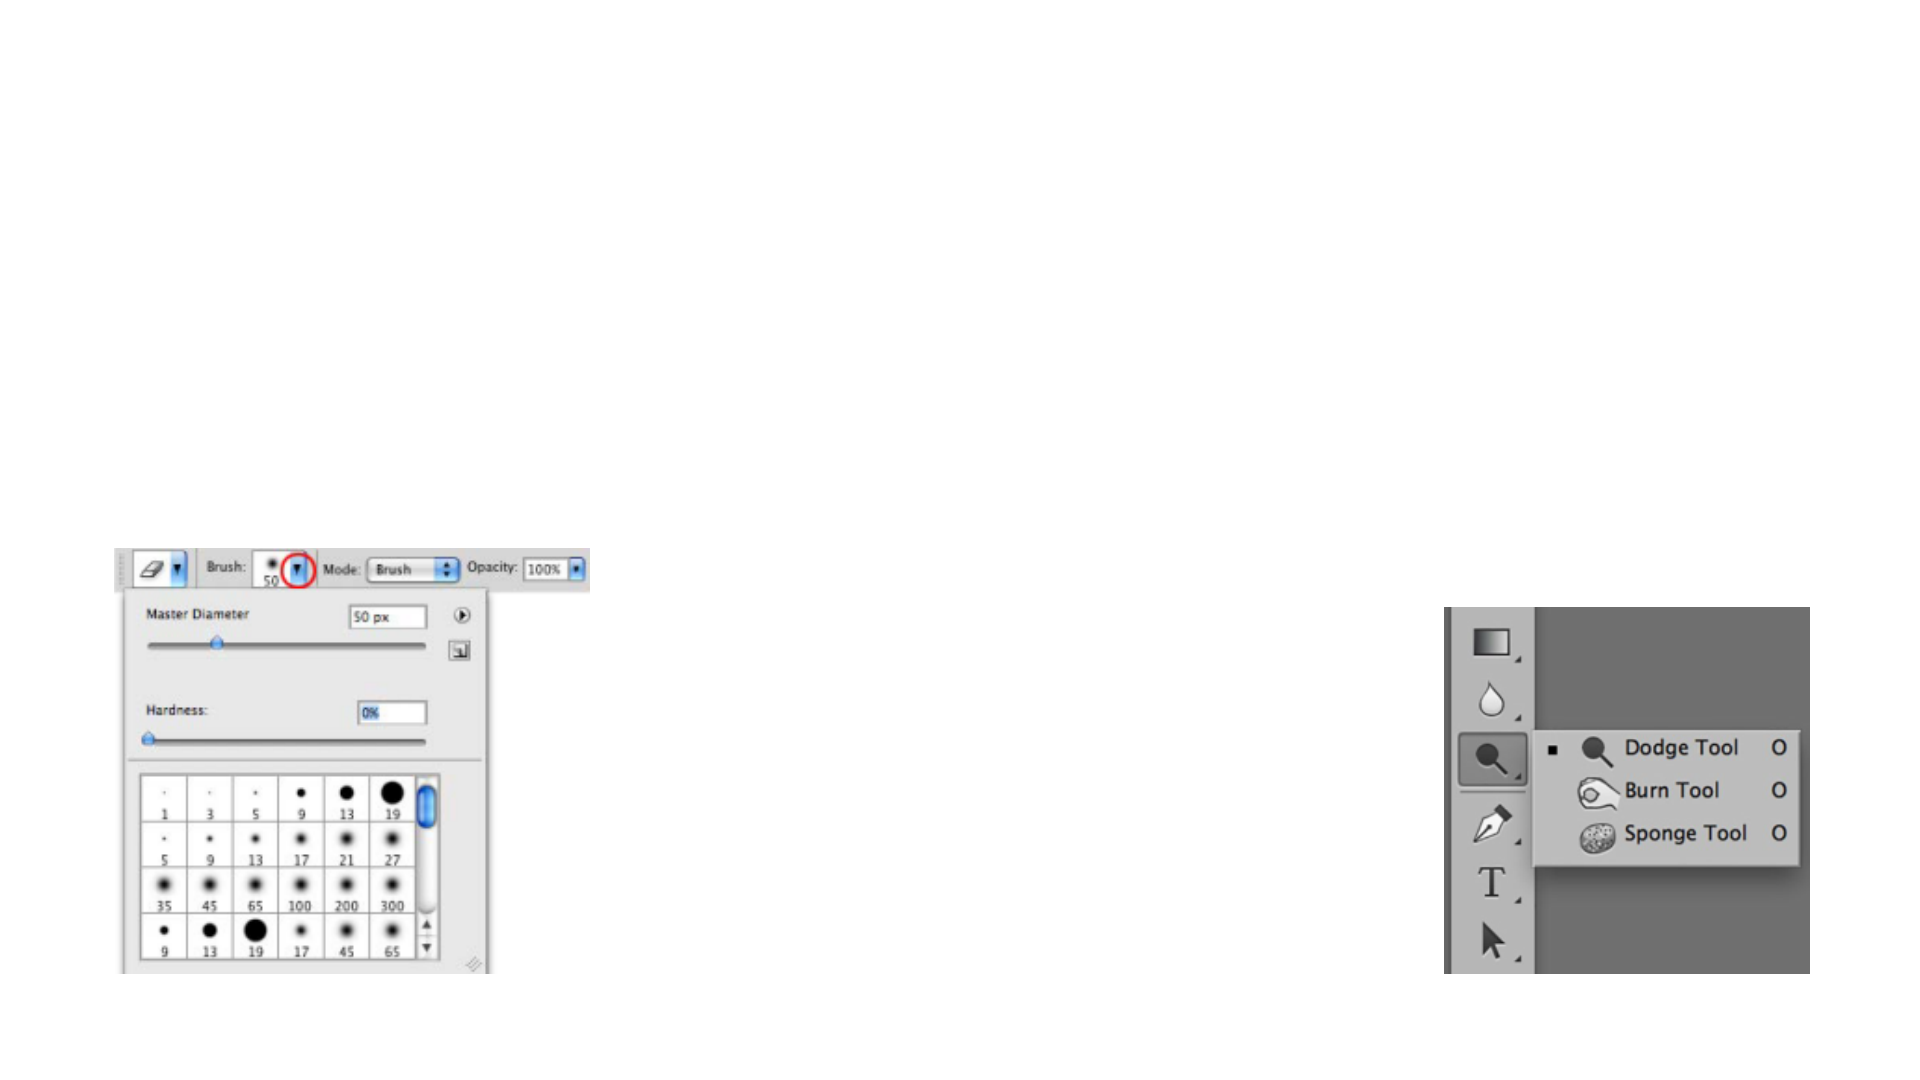 Brush: 50 Mode: Brush Opacity: 100%
Master Diameter 50 px
Hardness: 0%
1 3 5 9 13 19
5 9 13 17 21 27
35 45 65 100 200 300
9 13 19 17 45 65
Dodge Tool O
Burn Tool O
Sponge Tool O
T